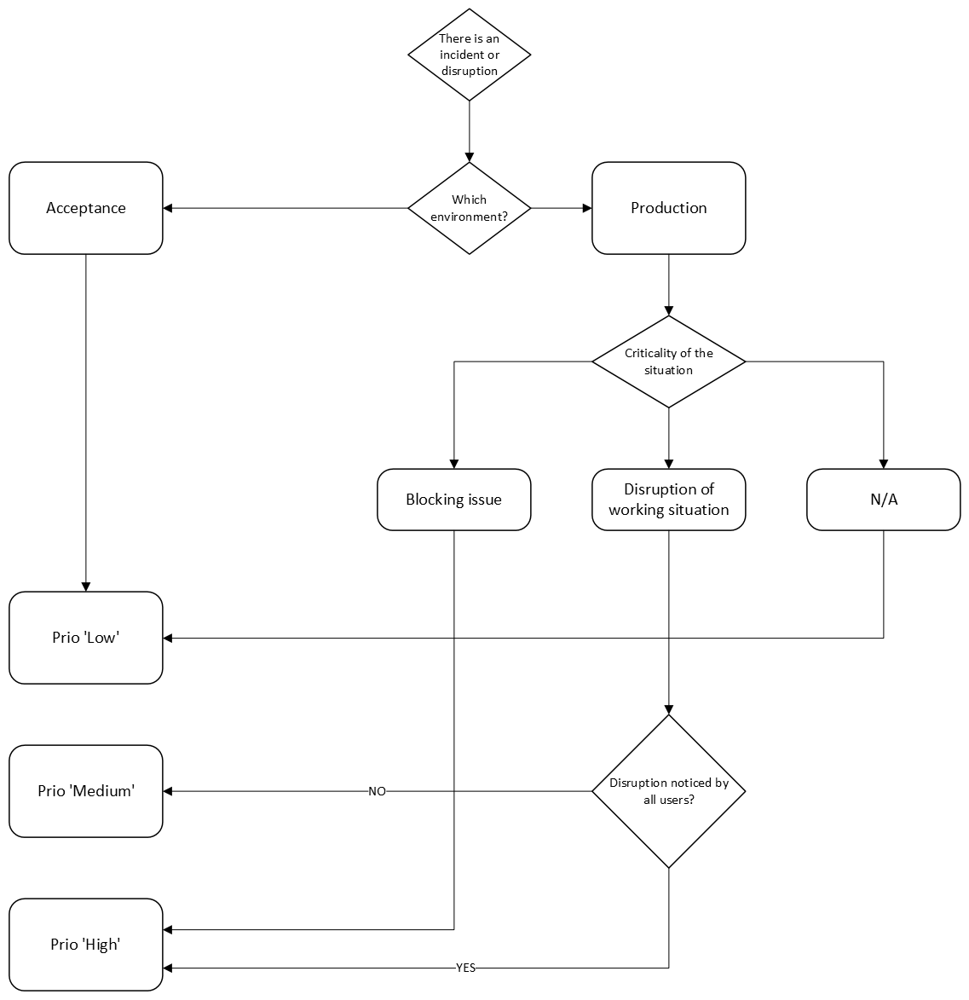 There is an
incident or
disruption
Acceptance
Which
environment?
Production
Criticality of the
situation
Blocking issue
Disruption of
working situation
N/A
Prio 'Low'
Prio 'Medium'
NO
Disruption noticed by
all users?
Prio 'High'
YES